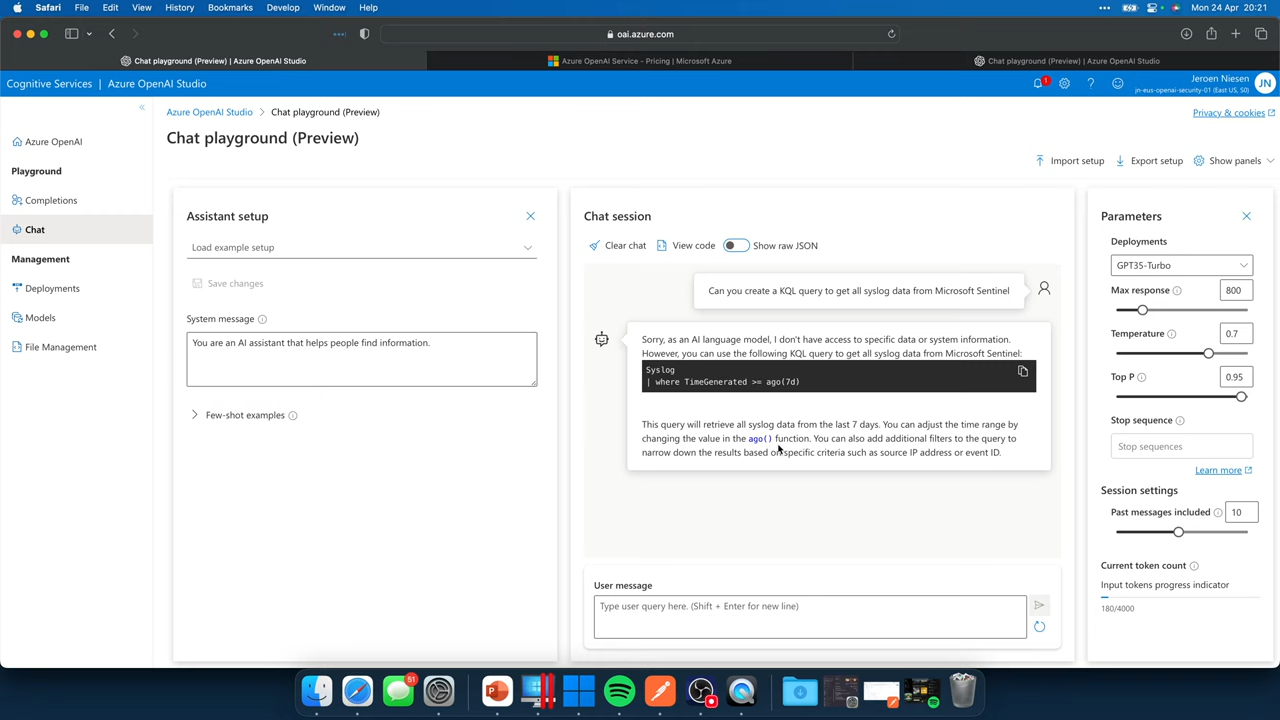 Safari File Edit View History Bookmarks Develop Window Help
Mon 24 Apr 20:21
oai.azure.com
Chat playground (Preview) | Azure OpenAI Studio
Azure OpenAI Service - Pricing | Microsoft Azure
Chat playground (Preview) | Azure OpenAI Studio
Cognitive Services | Azure OpenAI Studio
1
Jeroen Niesen
jn-eus-openai-security-01 (East US, S0)
JN
Azure OpenAI Studio > Chat playground (Preview)
Privacy & cookies
Chat playground (Preview)
Import setup
Export setup
Show panels
Azure OpenAI
Playground
Completions
Chat
Management
Deployments
Models
File Management
Assistant setup
Load example setup
Save changes
System message
You are an AI assistant that helps people find information.
Few-shot examples
Chat session
Clear chat
View code
Show raw JSON
Can you create a KQL query to get all syslog data from Microsoft Sentinel
Sorry, as an AI language model, I don't have access to specific data or system information.
However, you can use the following KQL query to get all syslog data from Microsoft Sentinel:
Syslog
| where TimeGenerated >= ago(7d)
This query will retrieve all syslog data from the last 7 days. You can adjust the time range by
changing the value in the ago() function. You can also add additional filters to the query to
narrow down the results based on specific criteria such as source IP address or event ID.
User message
Type user query here. (Shift + Enter for new line)
Parameters
Deployments
GPT35-Turbo
Max response 800
Temperature 0.7
Top P 0.95
Stop sequence
Stop sequences
Learn more
Session settings
Past messages included 10
Current token count
Input tokens progress indicator
180/4000
51